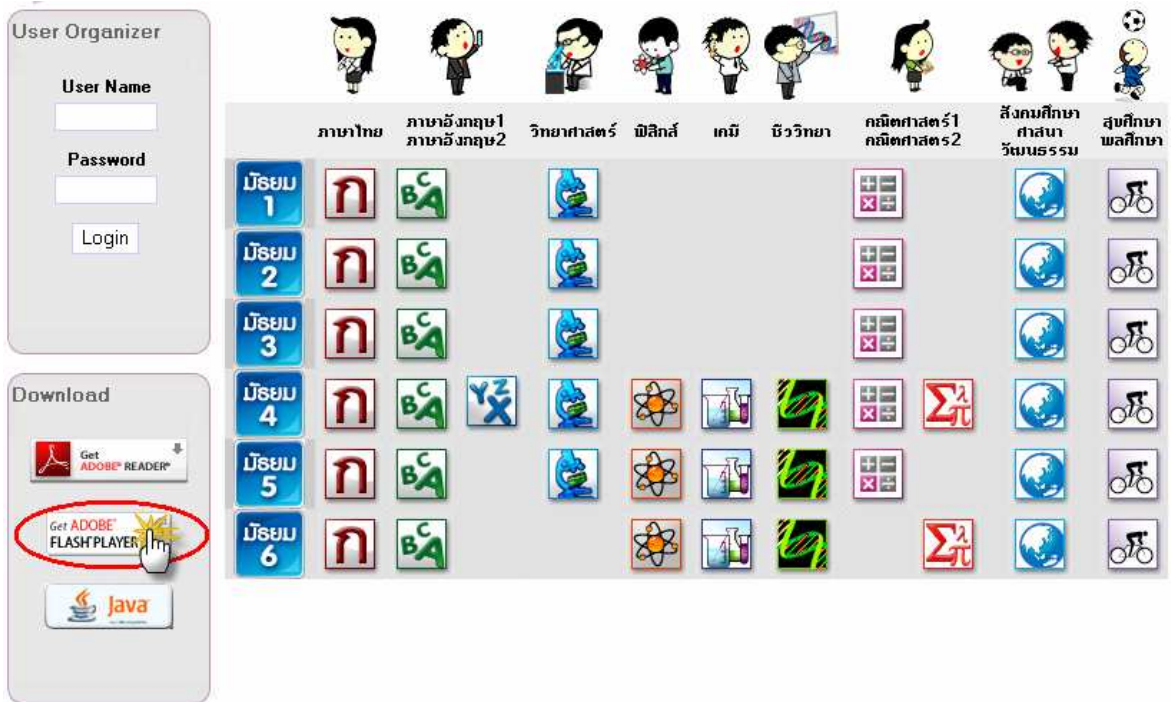 User Organizer
User Name
Password
Login
Download
Get
ADOBE® READER®
Get ADOBE®
FLASH® PLAYER
Java
ภาษาไทย
ภาษาอังกฤษ1
ภาษาอังกฤษ2
วิทยาศาสตร์
ฟิสิกส์
เคมี
ชีววิทยา
คณิตศาสตร์1
คณิตศาสตร2
สังคมศึกษา
ศาสนา
วัฒนธรรม
สุขศึกษา
พลศึกษา
มัธยม
1
ก
B C A
มัธยม
2
ก
B C A
มัธยม
3
ก
B C A
มัธยม
4
ก
B C A
Y Z X
Σ λ π
มัธยม
5
ก
B C A
มัธยม
6
ก
B C A
Σ λ π